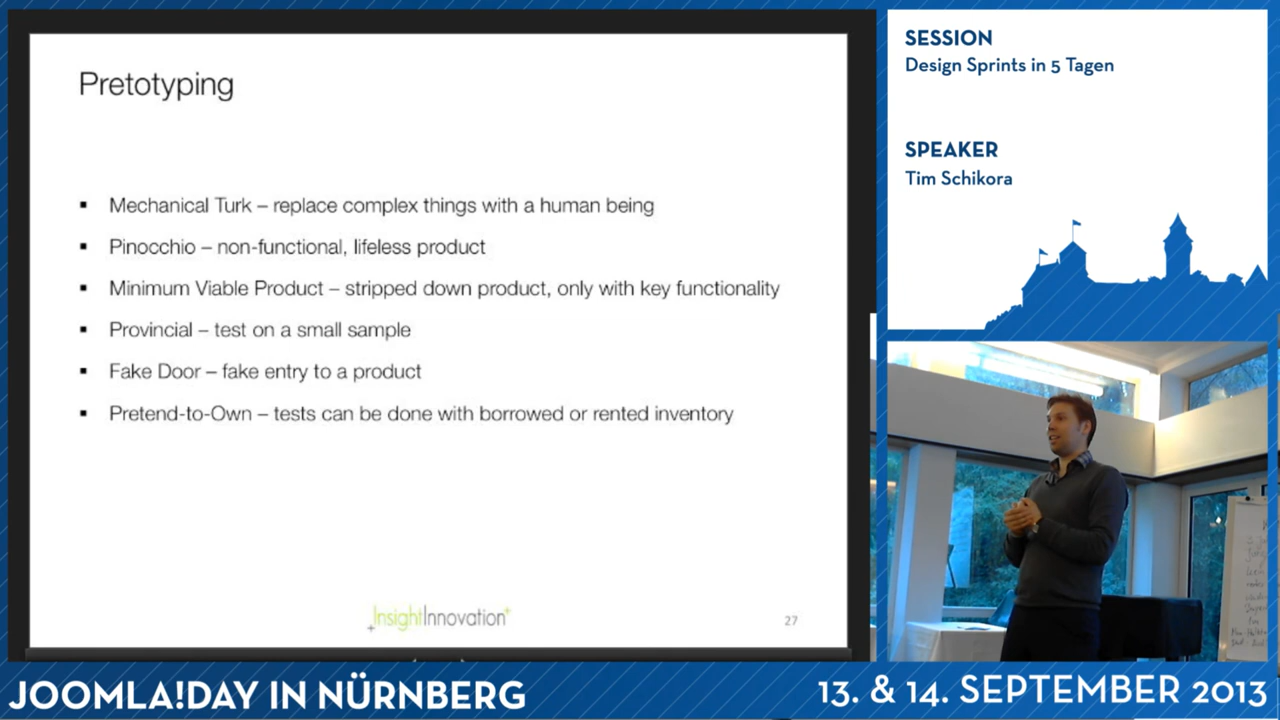 Pretotyping
▪ Mechanical Turk – replace complex things with a human being
▪ Pinocchio – non-functional, lifeless product
▪ Minimum Viable Product – stripped down product, only with key functionality
▪ Provincial – test on a small sample
▪ Fake Door – fake entry to a product
▪ Pretend-to-Own – tests can be done with borrowed or rented inventory
+InsightInnovation+
27
SESSION
Design Sprints in 5 Tagen
SPEAKER
Tim Schikora
JOOMLA!DAY IN NÜRNBERG
13. & 14. SEPTEMBER 2013